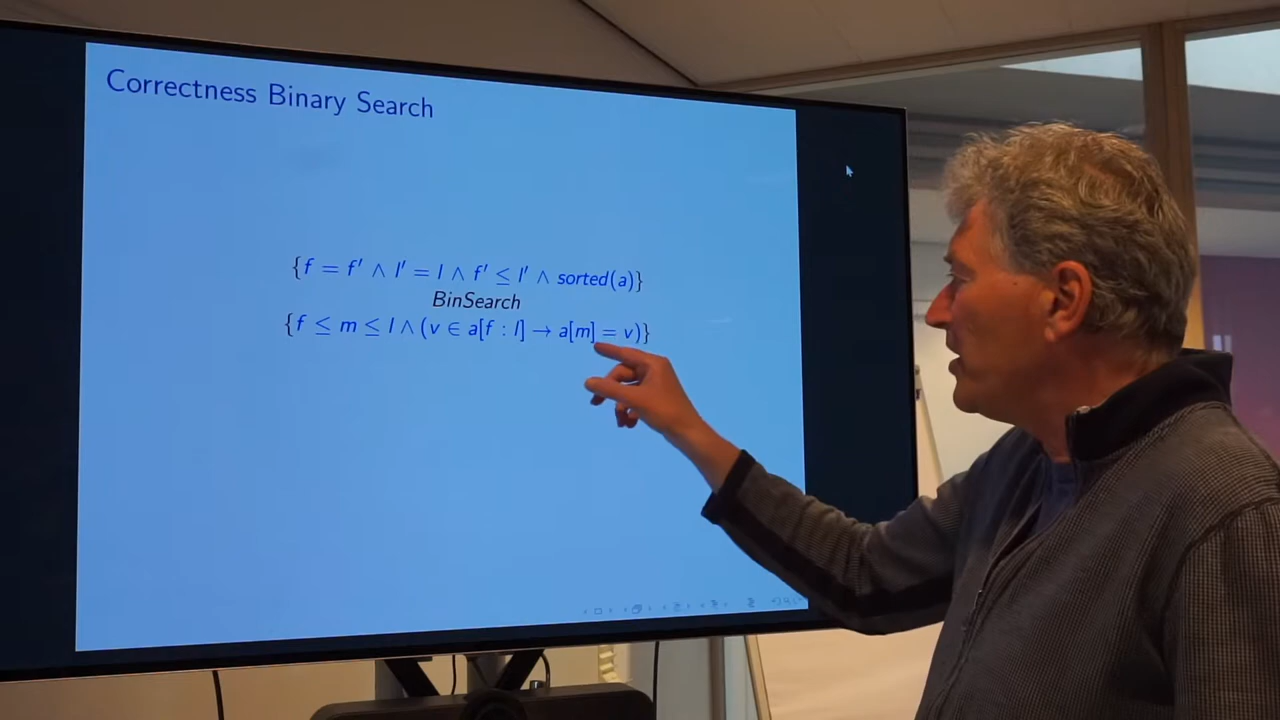 Correctness Binary Search
{f = f′ ∧ l′ = l ∧ f′ ≤ l′ ∧ sorted(a)}
BinSearch
{f ≤ m ≤ l ∧ (v ∈ a[f : l] → a[m] = v)}